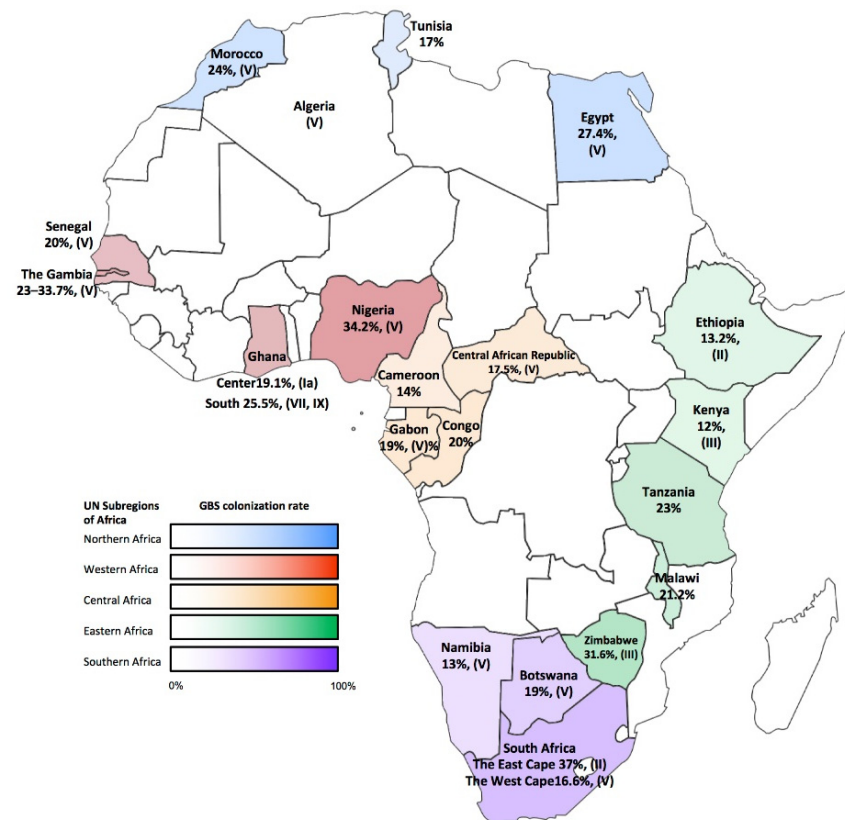 Tunisia
17%
Morocco
24%, (V)
Algeria
(V)
Egypt
27.4%,
(V)
Senegal
20%, (V)
The Gambia
23–33.7%, (V)
Nigeria
34.2%, (V)
Ghana
Center19.1%, (Ia)
South 25.5%, (VII, IX)
Cameroon
14%
Central African Republic
17.5%, (V)
Ethiopia
13.2%,
(II)
Kenya
12%,
(III)
Gabon
19%, (V)%
Congo
20%
Tanzania
23%
Malawi
21.2%
Zimbabwe
31.6%, (III)
Namibia
13%, (V)
Botswana
19%, (V)
South Africa
The East Cape 37%, (II)
The West Cape16.6%, (V)
UN Subregions
of Africa
GBS colonization rate
Northern Africa
Western Africa
Central Africa
Eastern Africa
Southern Africa
0%
100%